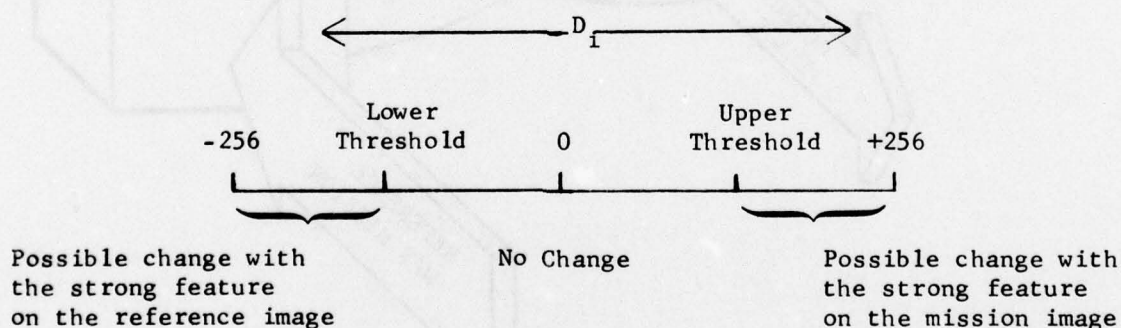 D_i
Lower Upper
-256 Threshold 0 Threshold +256
Possible change with No Change Possible change with
the strong feature the strong feature
on the reference image on the mission image